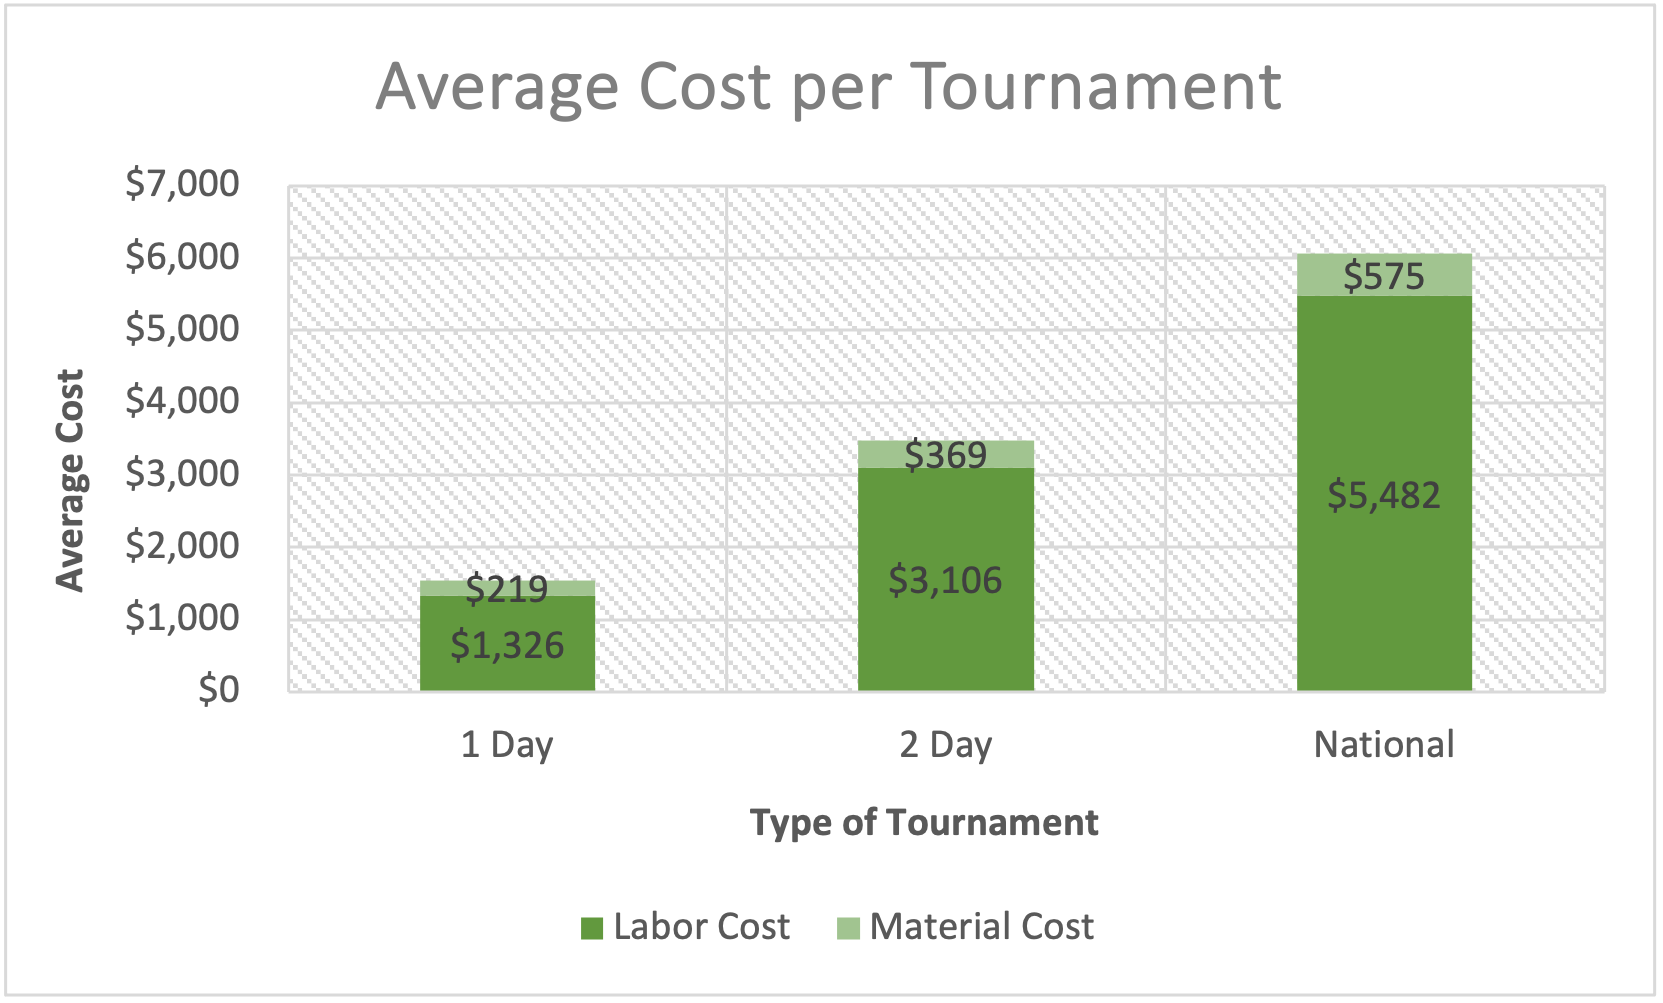 Average Cost per Tournament
$7,000
$6,000
$5,000
$4,000
$3,000
$2,000
$1,000
$0
Average Cost
$219
$1,326
$369
$3,106
$575
$5,482
1 Day
2 Day
National
Type of Tournament
Labor Cost
Material Cost